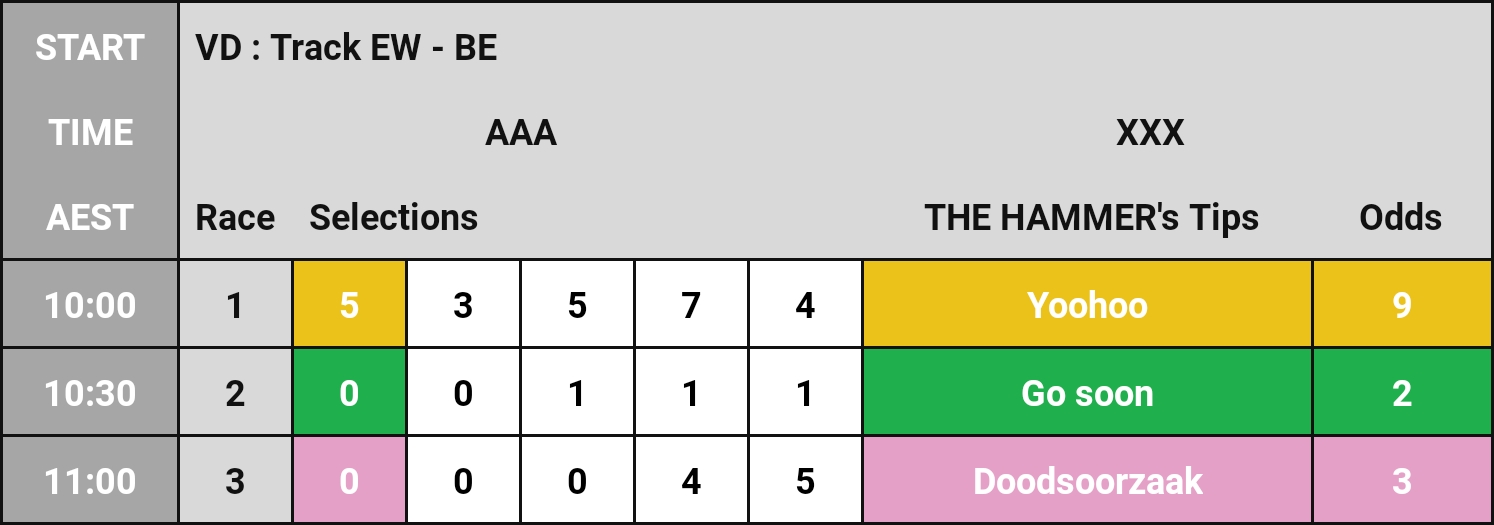 START VD : Track EW - BE
TIME AAA XXX
AEST Race Selections THE HAMMER's Tips Odds
10:00 1 5 3 5 7 4 Yoohoo 9
10:30 2 0 0 1 1 1 Go soon 2
11:00 3 0 0 0 4 5 Doodsoorzaak 3